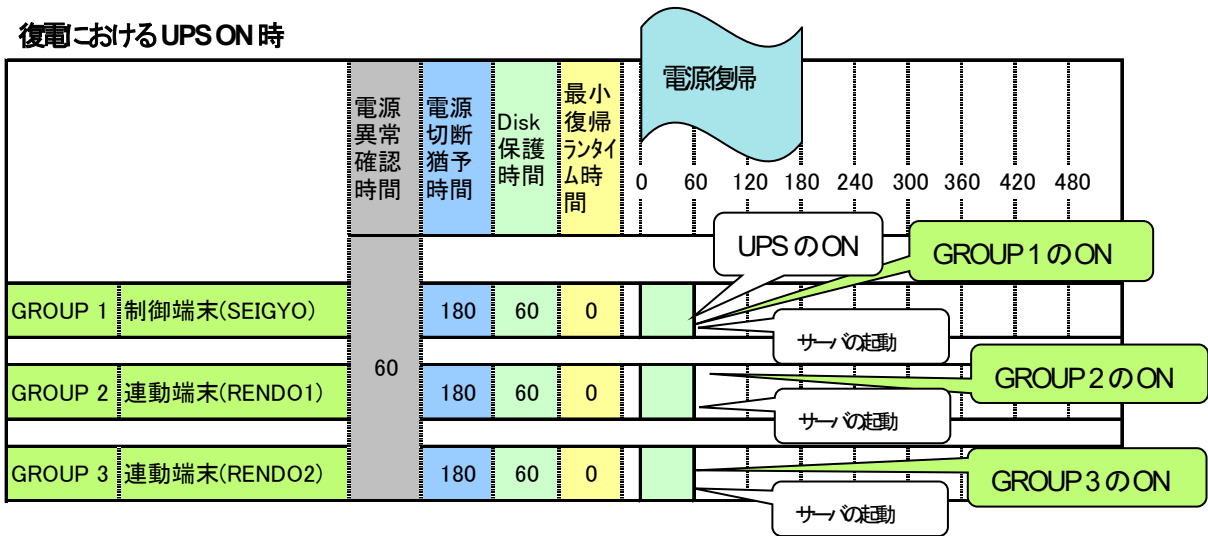 復電におけるUPS ON 時
電源異常確認時間
電源切断猶予時間
Disk保護時間
最小復帰ランタイム時間
電源復帰
0 60 120 180 240 300 360 420 480
UPS のON
GROUP 1 のON
GROUP 1 制御端末(SEIGYO) 180 60 0
サーバの起動
60
GROUP 2 のON
GROUP 2 連動端末(RENDO1) 180 60 0
サーバの起動
GROUP 3 連動端末(RENDO2) 180 60 0
GROUP 3 のON
サーバの起動